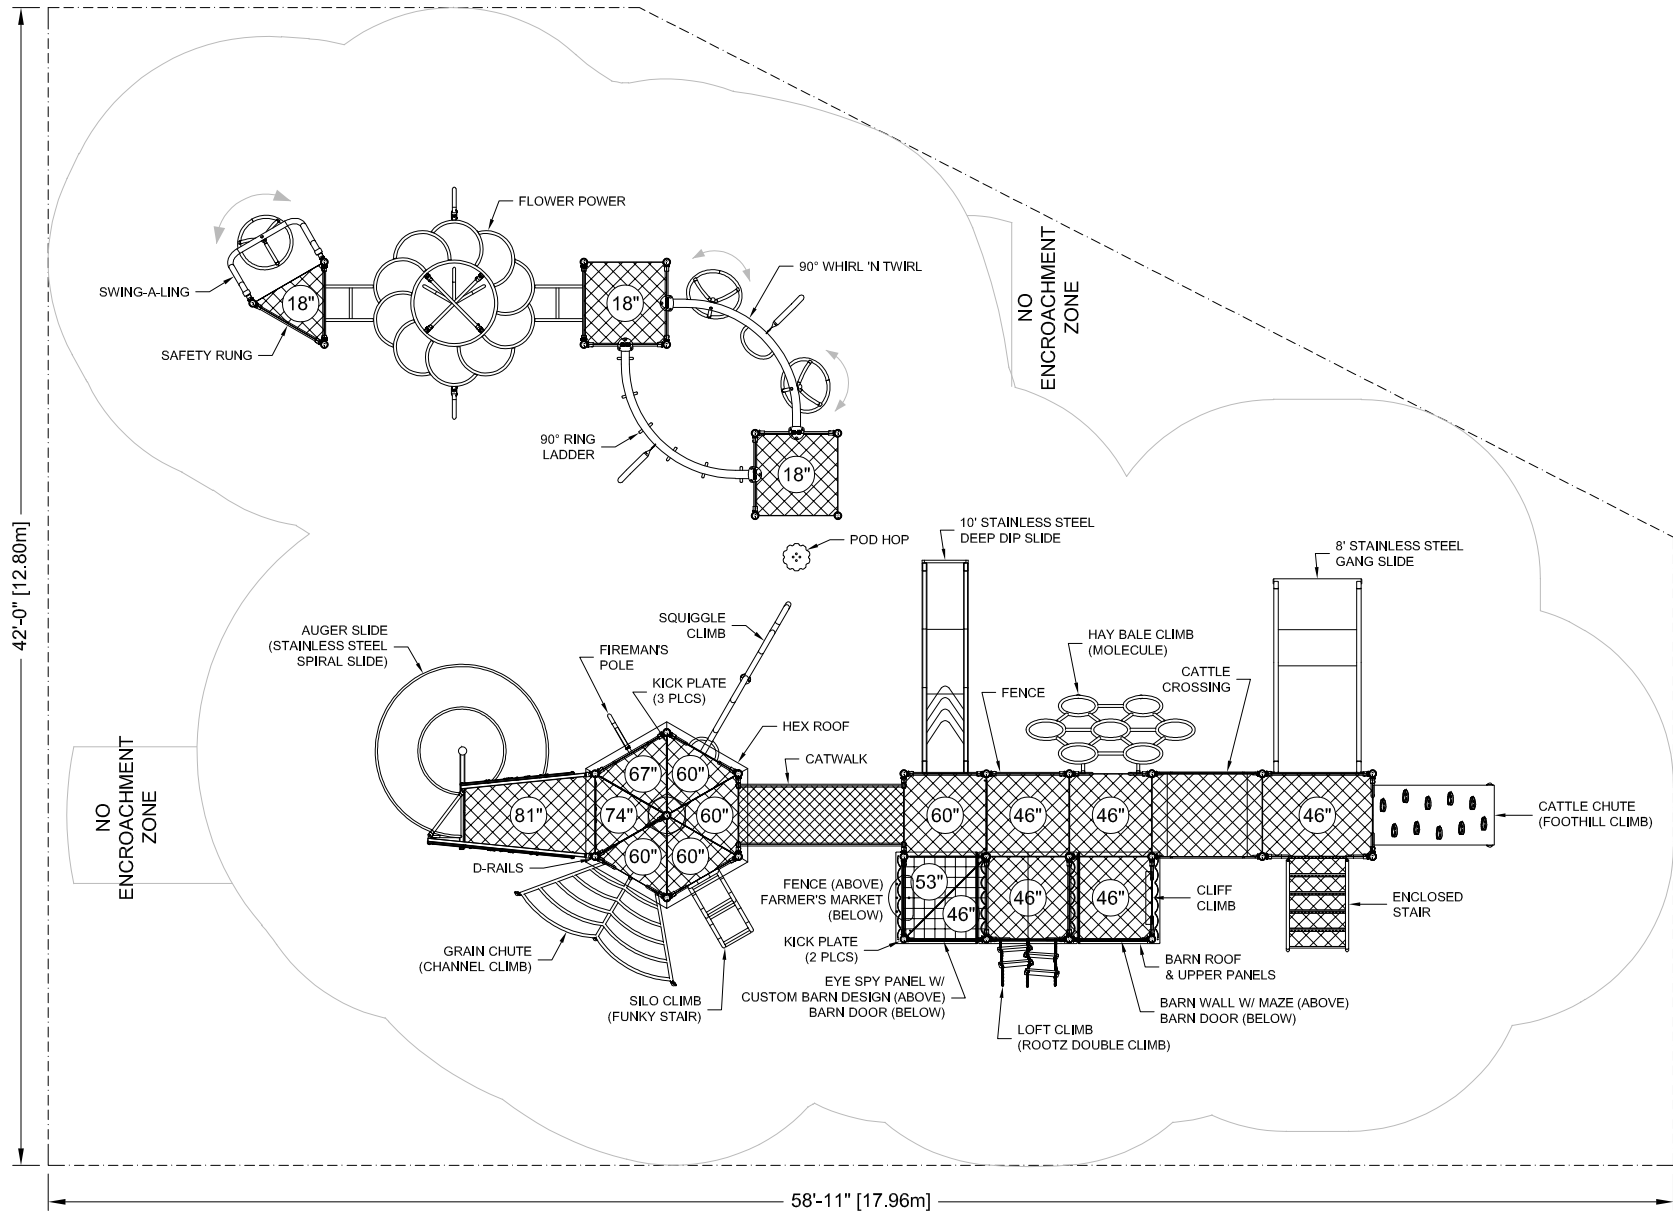 FLOWER POWER
SWING-A-LING
18"
18"
90° WHIRL 'N TWIRL
SAFETY RUNG
NO
ENCROACHMENT
ZONE
90° RING
LADDER
18"
42'-0" [12.80m]
POD HOP
10' STAINLESS STEEL
DEEP DIP SLIDE
8' STAINLESS STEEL
GANG SLIDE
AUGER SLIDE
(STAINLESS STEEL
SPIRAL SLIDE)
FIREMAN'S
POLE
SQUIGGLE
CLIMB
KICK PLATE
(3 PLCS)
HEX ROOF
CATWALK
FENCE
HAY BALE CLIMB
(MOLECULE)
CATTLE
CROSSING
NO
ENCROACHMENT
ZONE
81"
74"
67"
60"
60"
60"
60"
60"
46"
46"
46"
CATTLE CHUTE
(FOOTHILL CLIMB)
D-RAILS
FENCE (ABOVE)
FARMER'S MARKET
(BELOW)
53"
46"
46"
46"
CLIFF
CLIMB
ENCLOSED
STAIR
GRAIN CHUTE
(CHANNEL CLIMB)
SILO CLIMB
(FUNKY STAIR)
KICK PLATE
(2 PLCS)
EYE SPY PANEL W/
CUSTOM BARN DESIGN (ABOVE)
BARN DOOR (BELOW)
LOFT CLIMB
(ROOTZ DOUBLE CLIMB)
BARN ROOF
& UPPER PANELS
BARN WALL W/ MAZE (ABOVE)
BARN DOOR (BELOW)
58'-11" [17.96m]